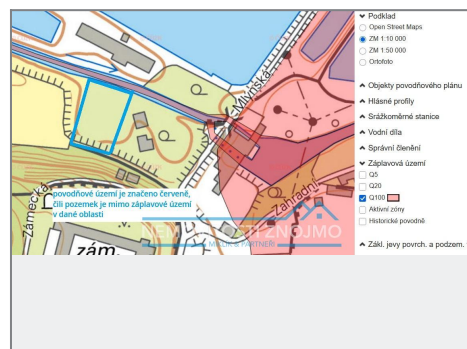 Podklad
Open Street Maps
ZM 1:10 000
ZM 1:50 000
Ortofoto
Objekty povodňového plánu
Hlásné profily
Srážkoměrné stanice
Vodní díla
Správní členění
Záplavová území
Q5
Q20
Q100
Aktivní zóny
Historické povodně
Zákl. jevy povrch. a podzem.
Mlýnská
Zahradní
Zámecká
zám.
povodňové území je značeno červeně,
čili pozemek je mimo záplavové území
v dané oblasti
NEMOVITOSTI ZNOJMO
& PARTNEŘI